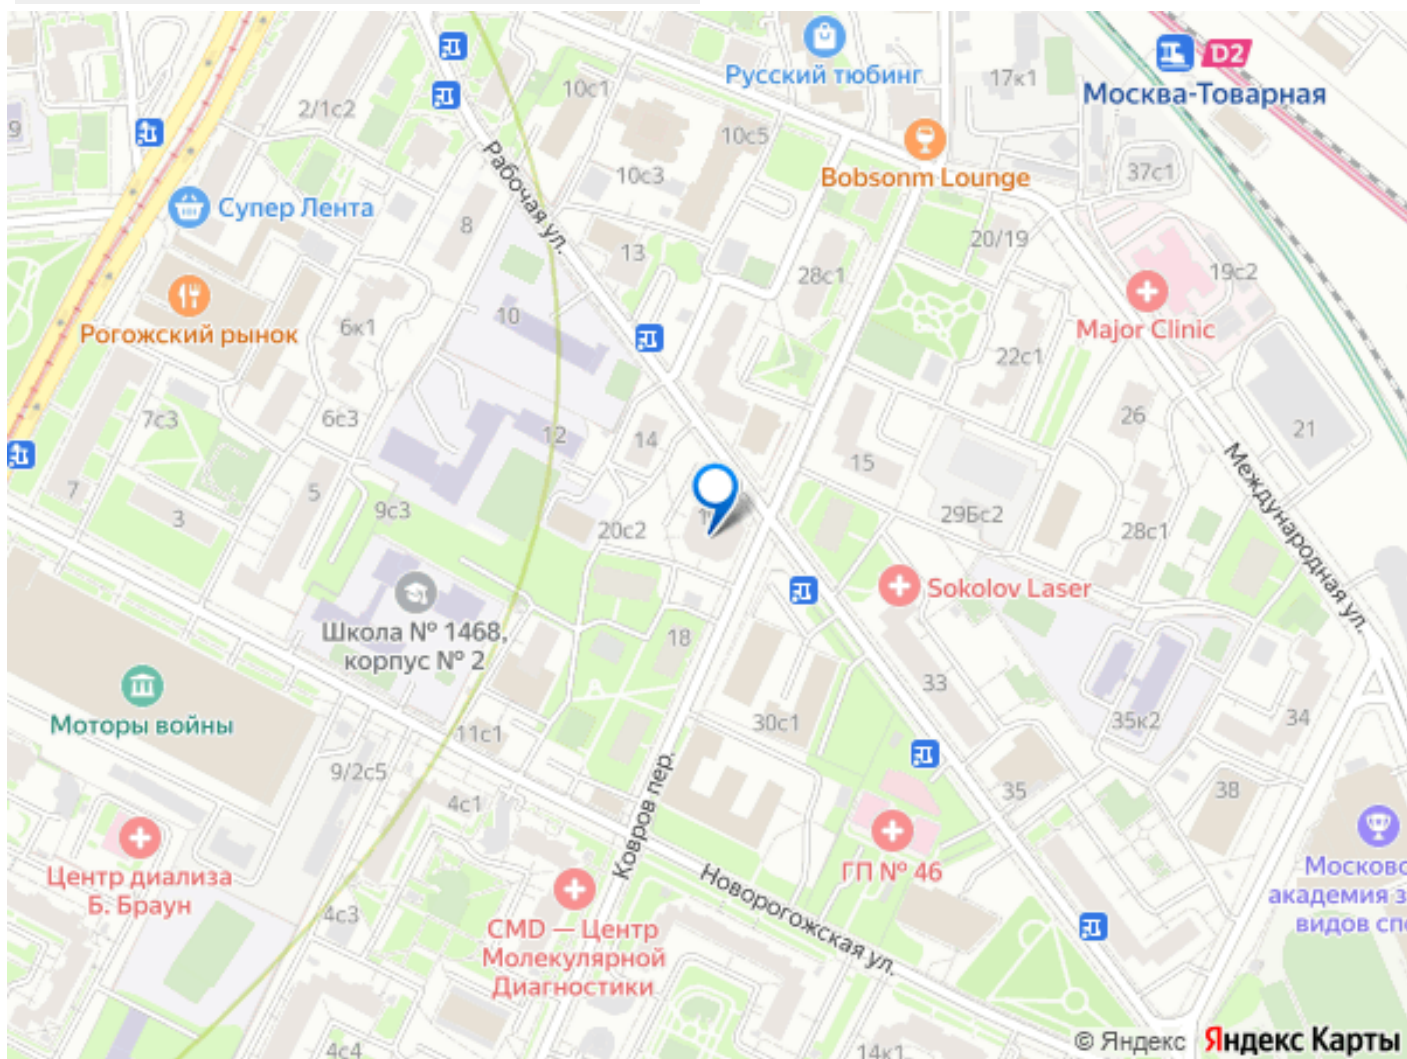 Русский тюбинг
17к1
D2
Москва-Товарная
10с1
2/1с2
9
10с5
Bobsonm Lounge
37с1
Рабочая ул.
10с3
Супер Лента
8
13
20/19
28с1
19с2
Major Clinic
Рогожский рынок
6к1
10
22с1
7с3
6с3
12
14
26
21
15
Международная ул.
7
3
5
9с3
20с2
29Бс2
28с1
Sokolov Laser
Школа № 1468,
корпус № 2
18
33
Моторы войны
11с1
30с1
35к2
34
9/2с5
4с1
Ковров пер.
35
38
Центр диализа
Б. Браун
ГП № 46
Новорогожская ул.
4с3
CMD — Центр
Молекулярной
Диагностики
14к1
4с4
© Яндекс Яндекс Карты